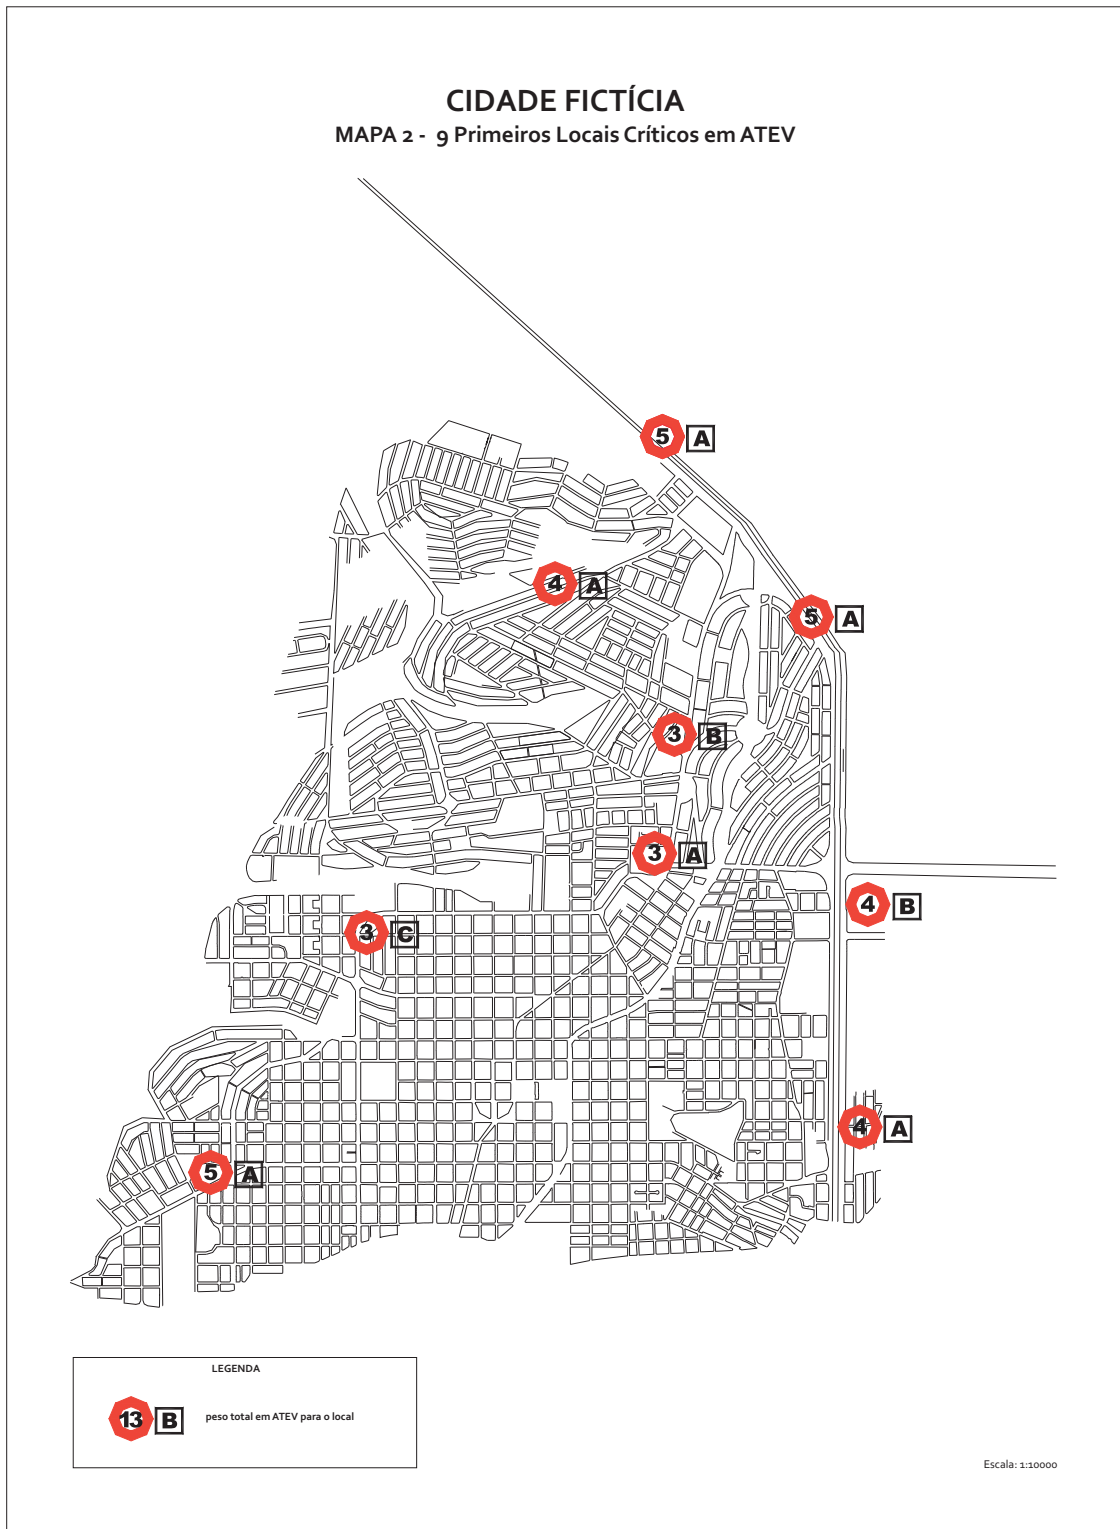 CIDADE FICTÍCIA
MAPA 2 - 9 Primeiros Locais Críticos em ATEV
5 A
4 A
5 A
3 B
3 A
4 B
3 C
4 A
5 A
LEGENDA
13 B peso total em ATEV para o local
Escala: 1:10000